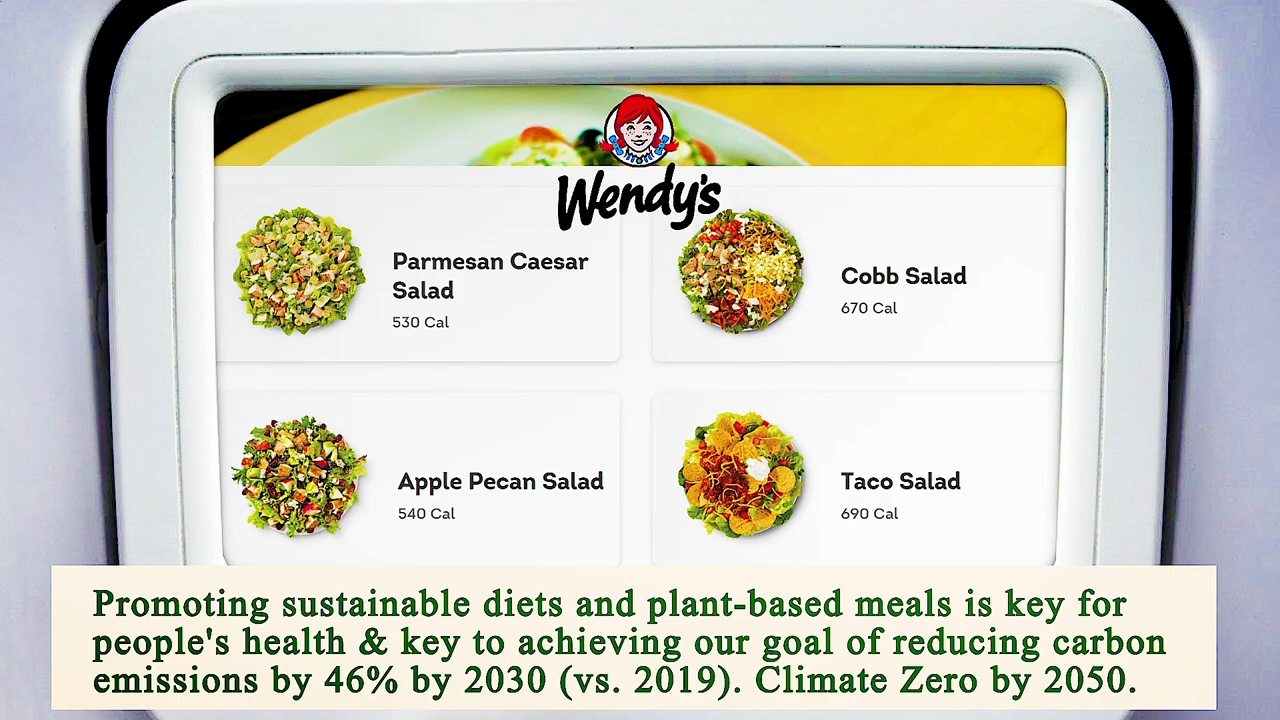 Wendy's
Parmesan Caesar
Salad
530 Cal
Cobb Salad
670 Cal
Apple Pecan Salad
540 Cal
Taco Salad
690 Cal
Promoting sustainable diets and plant-based meals is key for
people's health & key to achieving our goal of reducing carbon
emissions by 46% by 2030 (vs. 2019). Climate Zero by 2050.